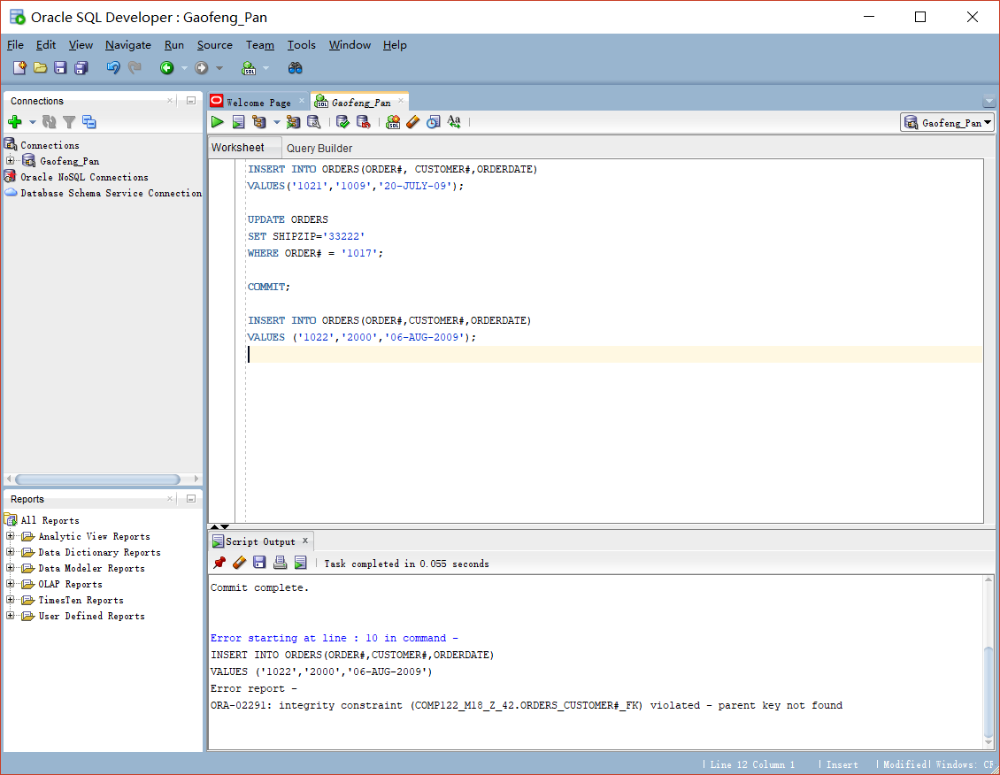 Oracle SQL Developer : Gaofeng_Pan
File Edit View Navigate Run Source Team Tools Window Help
Connections
Connections
Gaofeng_Pan
Oracle NoSQL Connections
Database Schema Service Connection
Reports
All Reports
Analytic View Reports
Data Dictionary Reports
Data Modeler Reports
OLAP Reports
TimesTen Reports
User Defined Reports
Welcome Page
Gaofeng_Pan
Gaofeng_Pan
Worksheet Query Builder
INSERT INTO ORDERS(ORDER#, CUSTOMER#,ORDERDATE)
VALUES('1021','1009','20-JULY-09');
UPDATE ORDERS
SET SHIPZIP='33222'
WHERE ORDER# = '1017';
COMMIT;
INSERT INTO ORDERS(ORDER#,CUSTOMER#,ORDERDATE)
VALUES ('1022','2000','06-AUG-2009');
Script Output
Task completed in 0.055 seconds
Commit complete.
Error starting at line : 10 in command -
INSERT INTO ORDERS(ORDER#,CUSTOMER#,ORDERDATE)
VALUES ('1022','2000','06-AUG-2009')
Error report -
ORA-02291: integrity constraint (COMP122_M18_Z_42.ORDERS_CUSTOMER#_FK) violated - parent key not found
| Line 12 Column 1 | Insert | Modified| Windows: CR